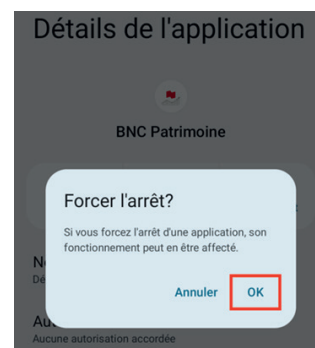 Détails de l'application
BNC Patrimoine
Forcer l'arrêt?
Si vous forcez l'arrêt d'une application, son
fonctionnement peut en être affecté.
Annuler OK
Aucune autorisation accordée